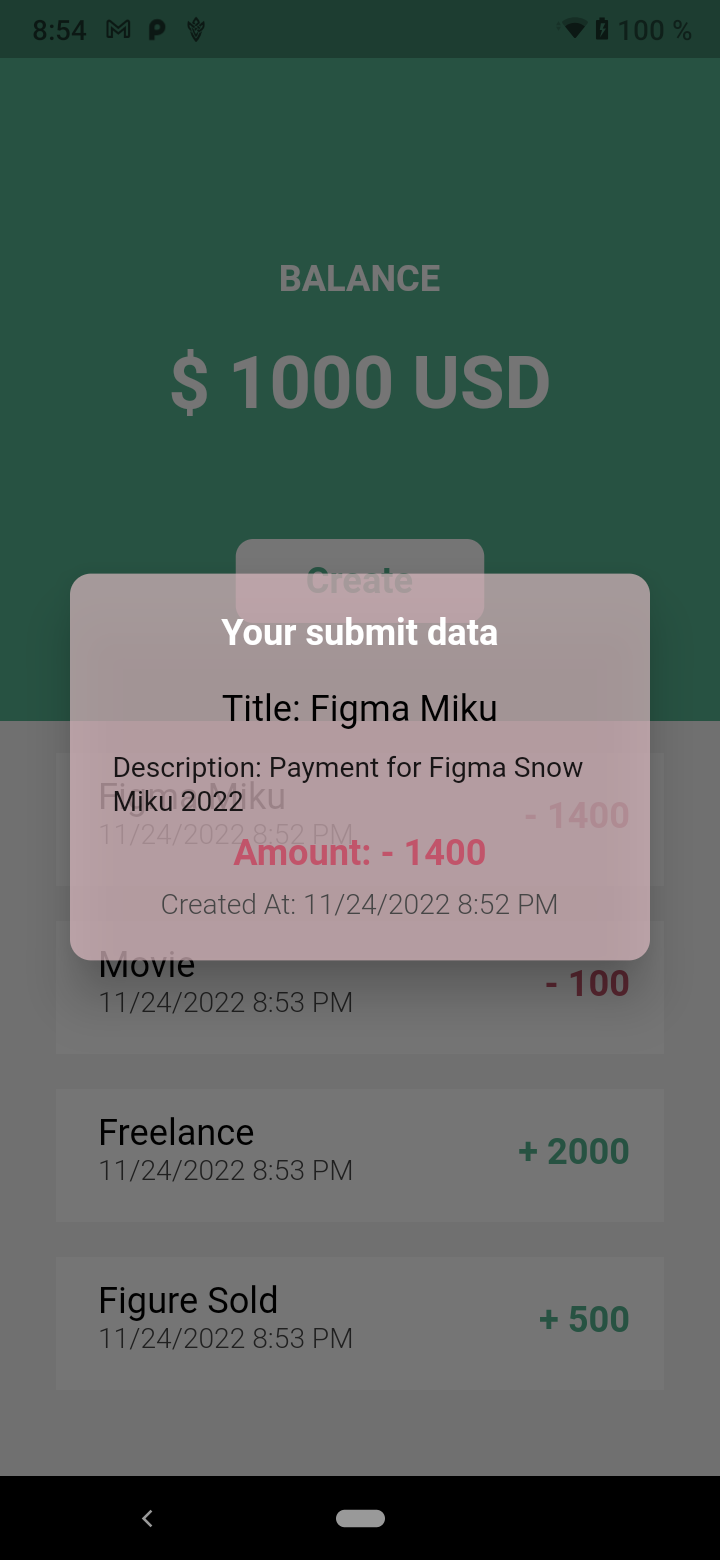 8:54 100 %
BALANCE
$ 1000 USD
Create
Your submit data
Title: Figma Miku
Description: Payment for Figma Snow
Miku 2022
Amount: - 1400
Created At: 11/24/2022 8:52 PM
Figma Miku
11/24/2022 8:52 PM
- 1400
Movie
11/24/2022 8:53 PM
- 100
Freelance
11/24/2022 8:53 PM
+ 2000
Figure Sold
11/24/2022 8:53 PM
+ 500